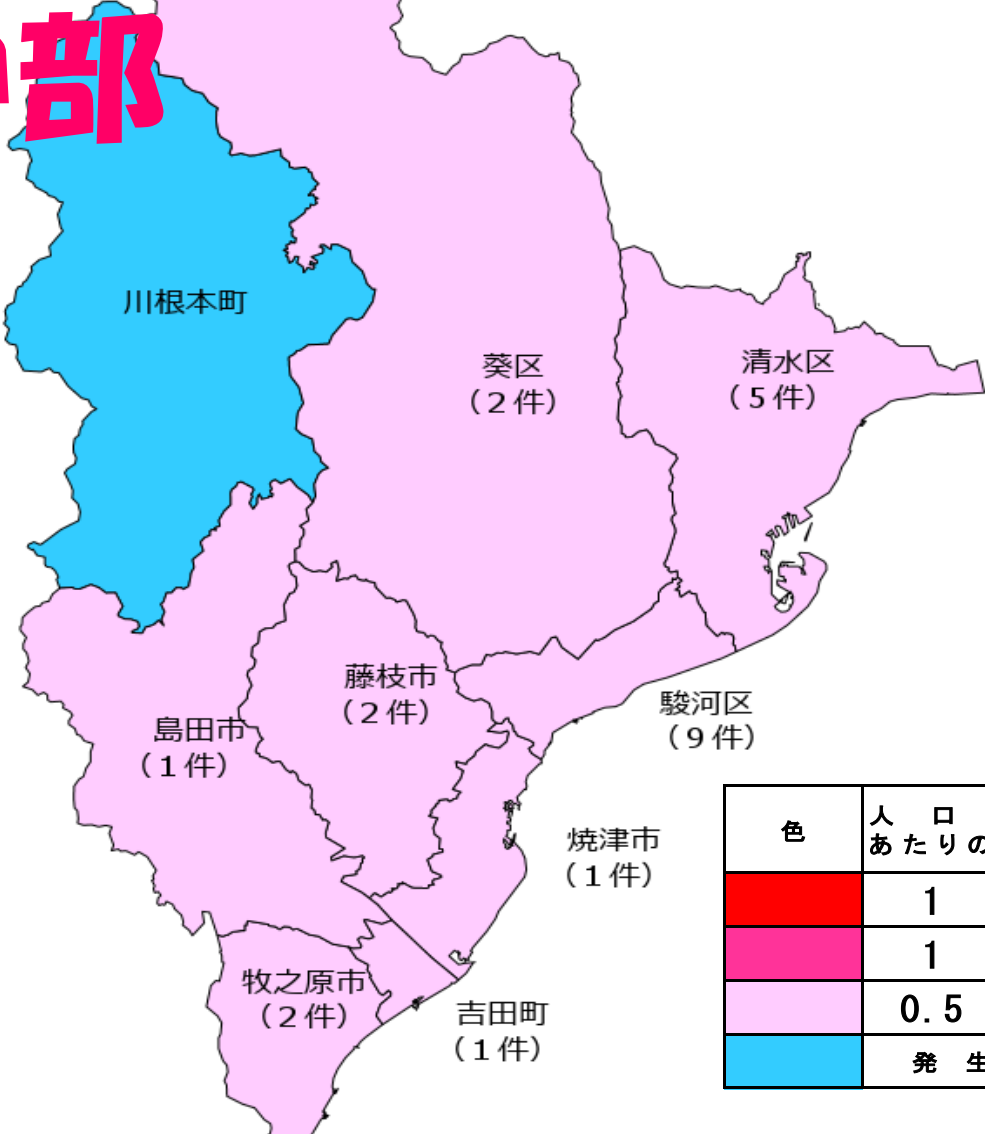 部
川根本町
葵区
（２件）
清水区
（５件）
藤枝市
（２件）
駿河区
（９件）
島田市
（１件）
焼津市
（１件）
牧之原市
（２件）
吉田町
（１件）
色
人 口
あ た り の
1
1
0.5
発 生